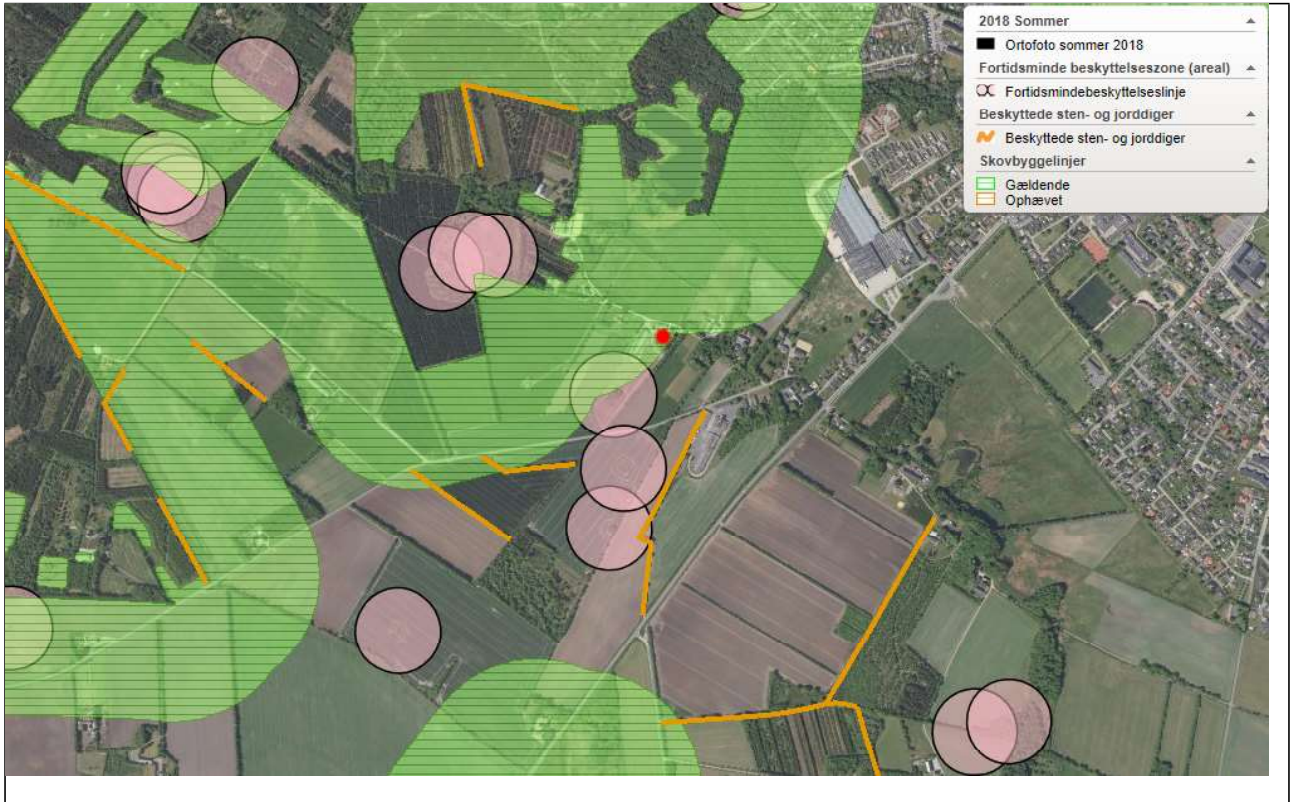 2018 Sommer
Ortofoto sommer 2018
Fortidsminde beskyttelseszone (areal)
Fortidsmindebeskyttelseslinje
Beskyttede sten- og jorddiger
Beskyttede sten- og jorddiger
Skovbyggelinjer
Gældende
Ophævet